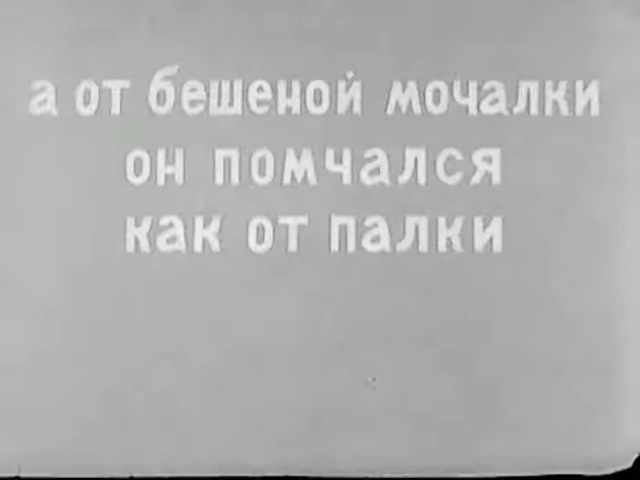 а от бешеной мочалки
он помчался
как от палки